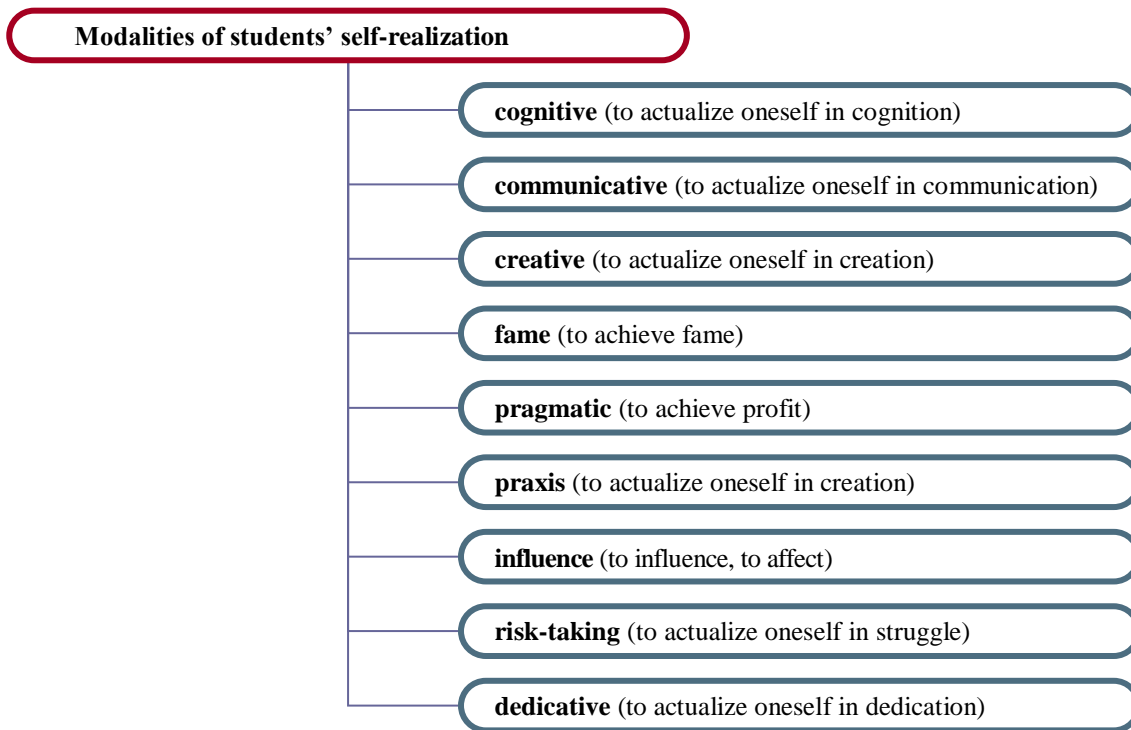 Modalities of students’ self-realization
cognitive (to actualize oneself in cognition)
communicative (to actualize oneself in communication)
creative (to actualize oneself in creation)
fame (to achieve fame)
pragmatic (to achieve profit)
praxis (to actualize oneself in creation)
influence (to influence, to affect)
risk-taking (to actualize oneself in struggle)
dedicative (to actualize oneself in dedication)